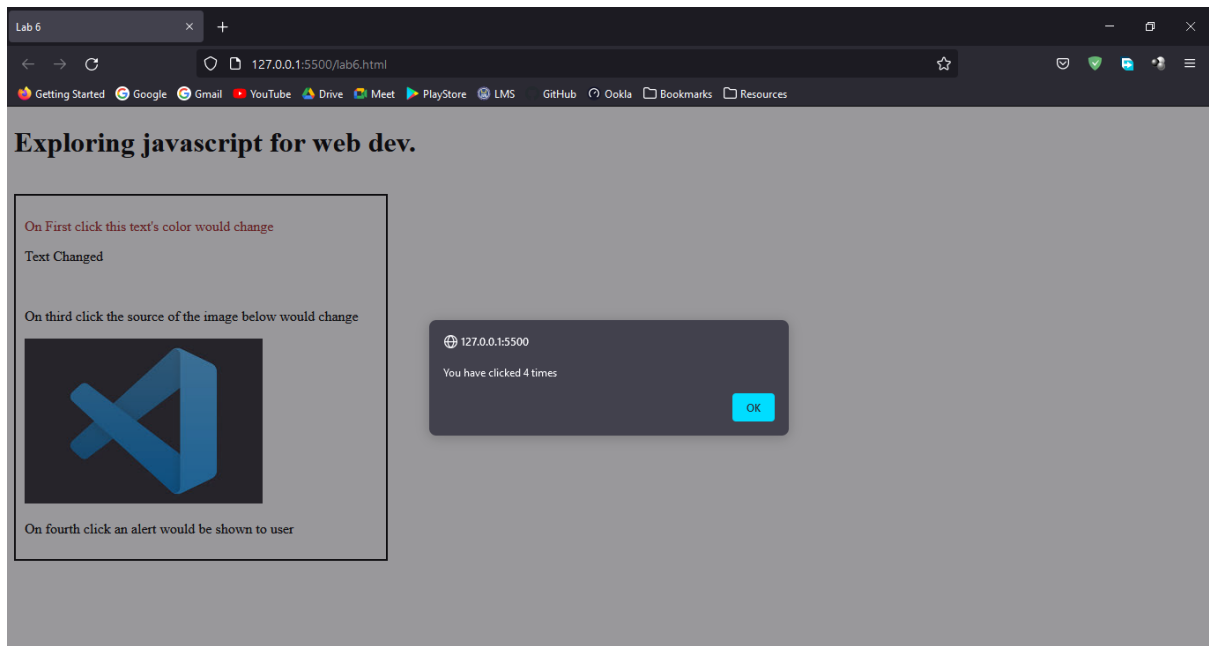 Lab 6
127.0.0.1:5500/lab6.html
Getting Started Google Gmail YouTube Drive Meet PlayStore LMS GitHub Ookla Bookmarks Resources
Exploring javascript for web dev.
On First click this text's color would change
Text Changed
On third click the source of the image below would change
On fourth click an alert would be shown to user
127.0.0.1:5500
You have clicked 4 times
OK